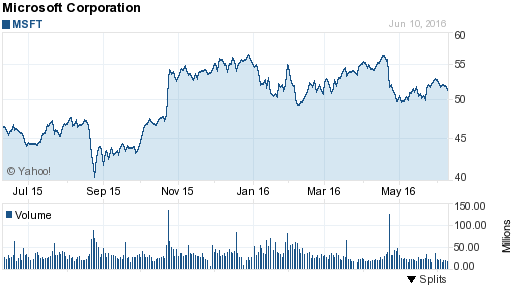 Microsoft Corporation
MSFT Jun 10, 2016
60
55
50
45
40
© Yahoo!
Jul 15 Sep 15 Nov 15 Jan 16 Mar 16 May 16
Volume
150.00
100.00
50.00
0.00
Millions
Splits